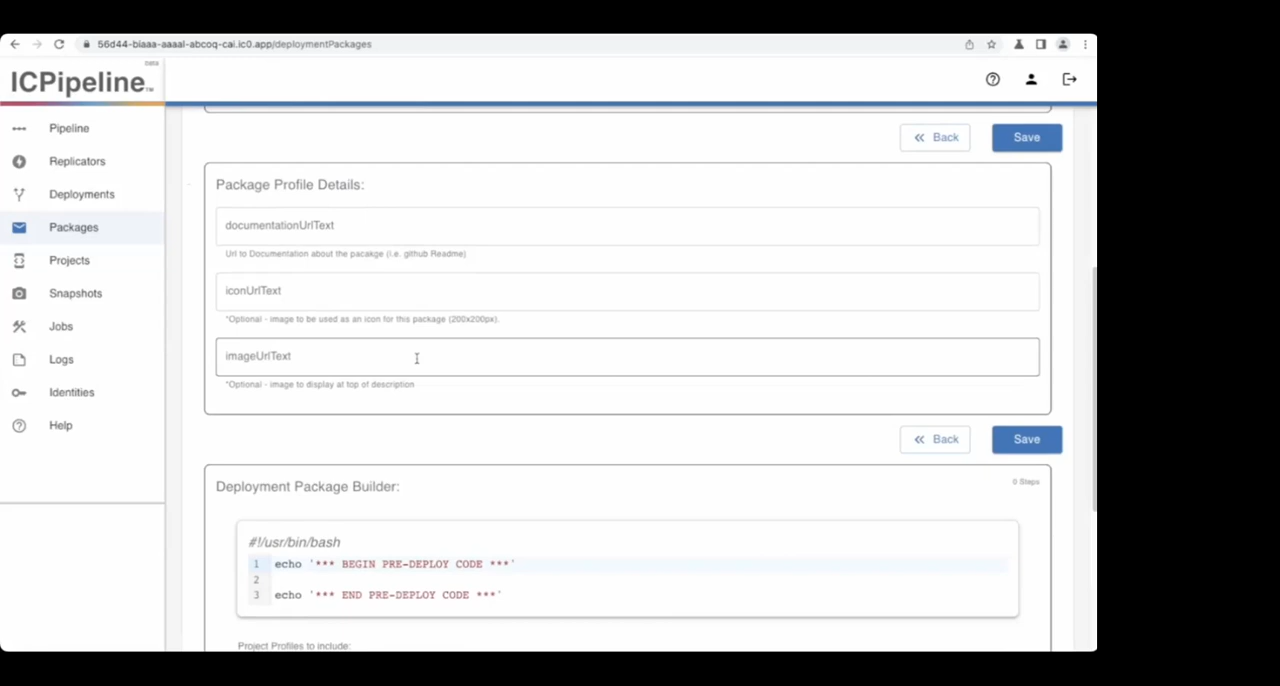 56d44-biaaa-aaaal-abcoq-cai.ic0.app/deploymentPackages
BETA
ICPipeline™
Pipeline
Replicators
Deployments
Packages
Projects
Snapshots
Jobs
Logs
Identities
Help
« Back
Save
Package Profile Details:
documentationUrlText
Url to Documentation about the pacakge (i.e. github Readme)
iconUrlText
*Optional - image to be used as an icon for this package (200x200px).
imageUrlText
*Optional - image to display at top of description
« Back
Save
Deployment Package Builder:
0 Steps
#!/usr/bin/bash
1 echo '*** BEGIN PRE-DEPLOY CODE ***'
2
3 echo '*** END PRE-DEPLOY CODE ***'
Project Profiles to include: